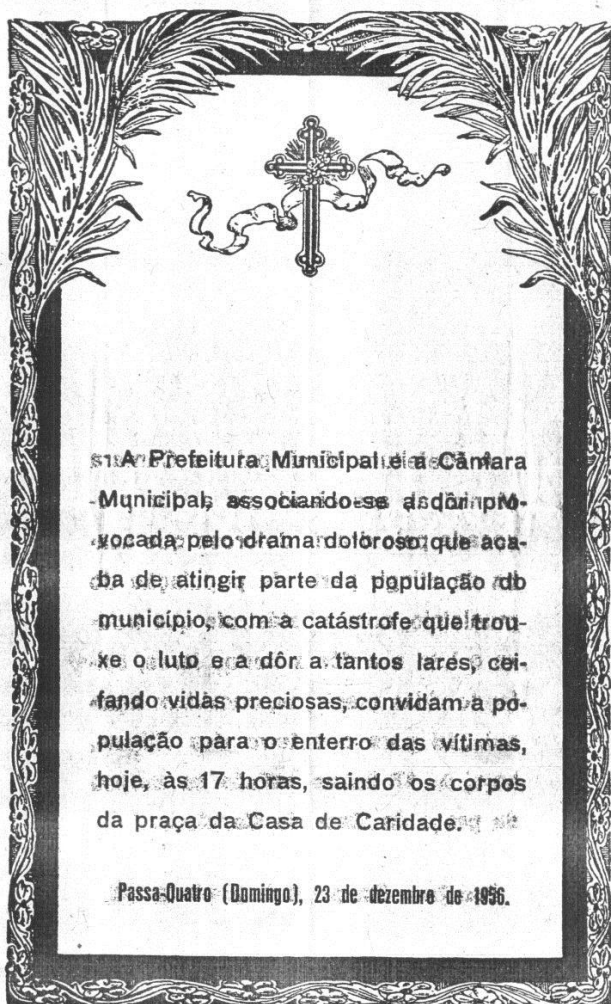 A Prefeitura Municipal e a Câmara
Municipal, associando-se à dôr pro-
vocada pelo drama doloroso que aca-
ba de atingir parte da população do
município, com a catástrofe que trou-
xe o luto e a dôr a tantos lares, cei-
fando vidas preciosas, convidam a po-
pulação para o enterro das vítimas,
hoje, às 17 horas, saindo os corpos
da praça da Casa de Caridade.
Passa-Quatro (Domingo), 23 de dezembro de 1956.